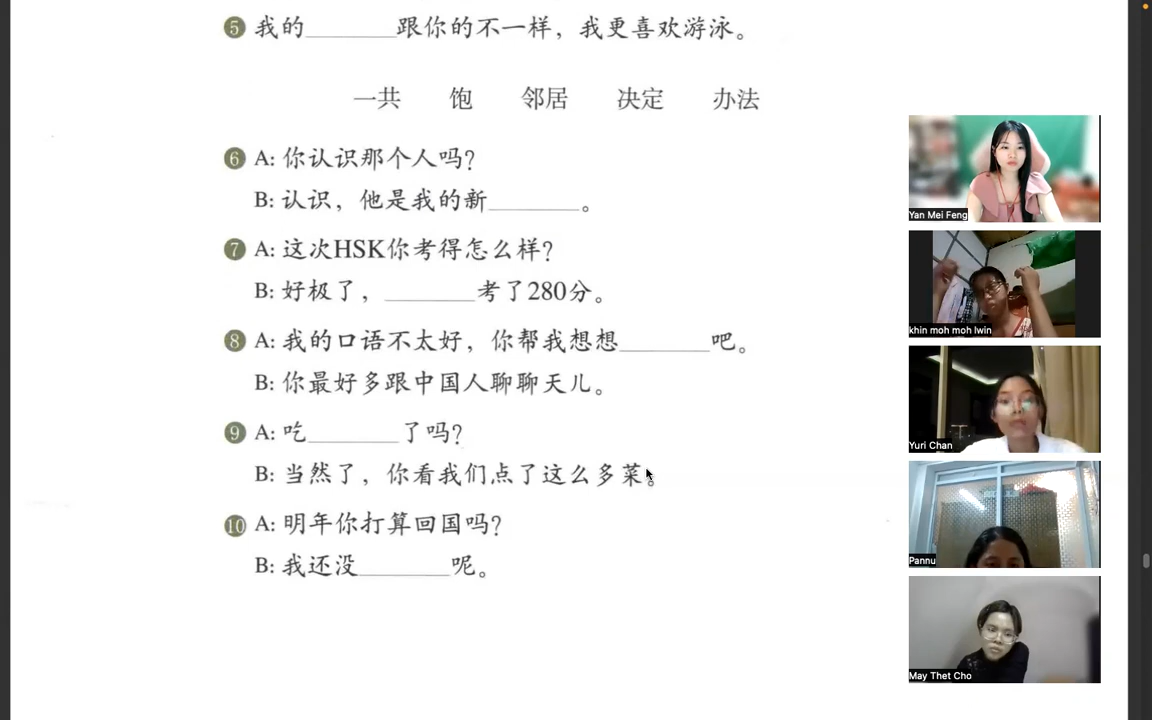 ⑤ 我的________跟你的不一样，我更喜欢游泳。
一共 饱 邻居 决定 办法
⑥ A: 你认识那个人吗？
B: 认识，他是我的新________。
⑦ A: 这次HSK你考得怎么样？
B: 好极了，________考了280分。
⑧ A: 我的口语不太好，你帮我想想________吧。
B: 你最好多跟中国人聊聊天儿。
⑨ A: 吃________了吗？
B: 当然了，你看我们点了这么多菜。
⑩ A: 明年你打算回国吗？
B: 我还没________呢。
Yan Mei Feng
khin moh moh lwin
Yuri Chan
Pannu
May Thet Cho